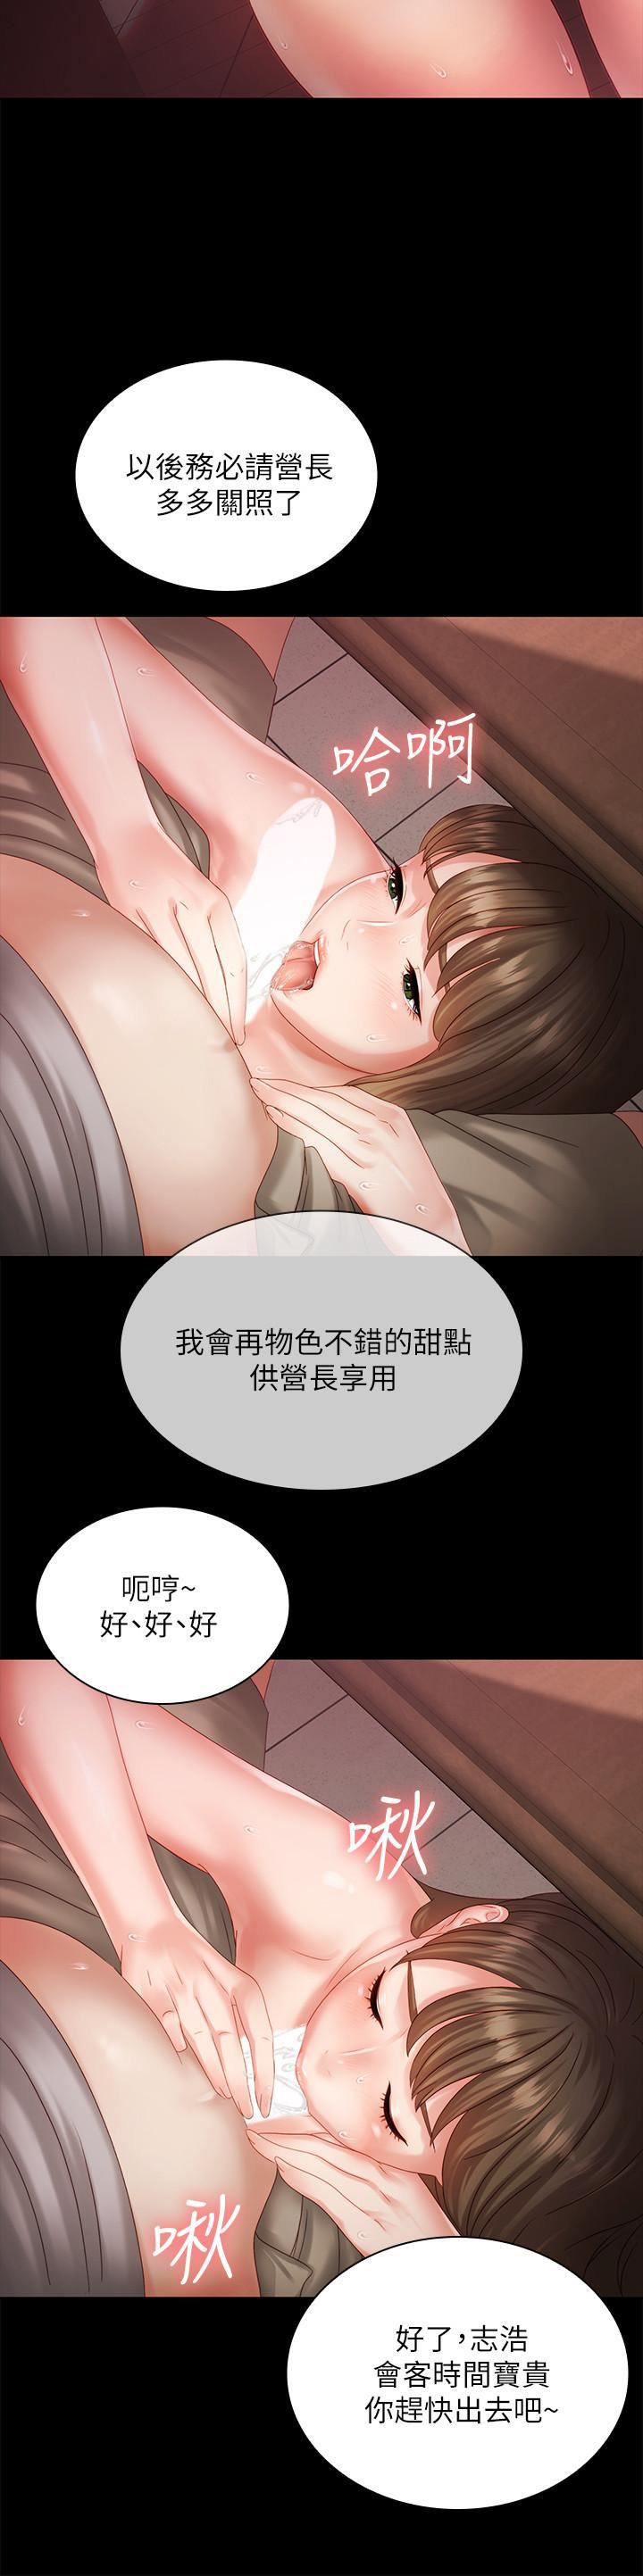 以後務必請營長
多多關照了
哈啊
我會再物色不錯的甜點
供營長享用
呃哼~
好、好、好
啾
啾
好了，志浩
會客時間寶貴
你趕快出去吧~